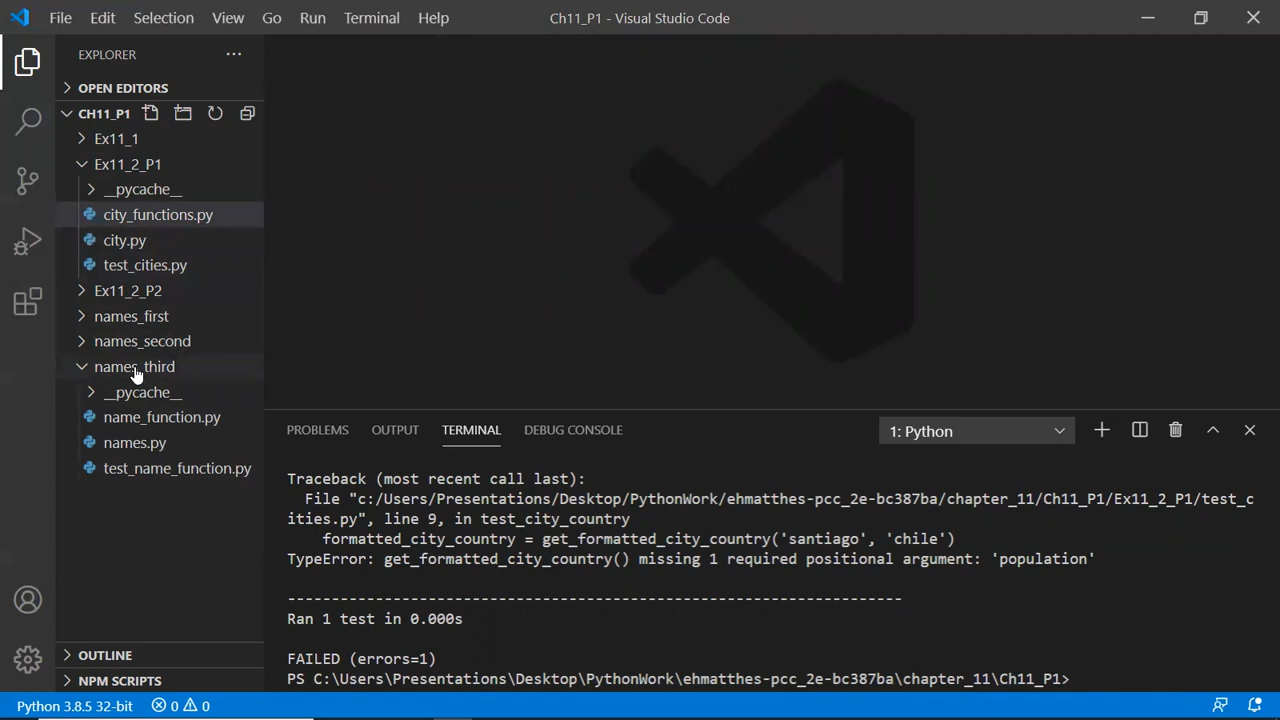 File Edit Selection View Go Run Terminal Help Ch11_P1 - Visual Studio Code
EXPLORER
OPEN EDITORS
CH11_P1
Ex11_1
Ex11_2_P1
__pycache__
city_functions.py
city.py
test_cities.py
Ex11_2_P2
names_first
names_second
names_third
__pycache__
name_function.py
names.py
test_name_function.py
OUTLINE
NPM SCRIPTS
PROBLEMS OUTPUT TERMINAL DEBUG CONSOLE 1: Python
Traceback (most recent call last):
File "c:/Users/Presentations/Desktop/PythonWork/ehmatthes-pcc_2e-bc387ba/chapter_11/Ch11_P1/Ex11_2_P1/test_c
ities.py", line 9, in test_city_country
formatted_city_country = get_formatted_city_country('santiago', 'chile')
TypeError: get_formatted_city_country() missing 1 required positional argument: 'population'
----------------------------------------------------------------------
Ran 1 test in 0.000s
FAILED (errors=1)
PS C:\Users\Presentations\Desktop\PythonWork\ehmatthes-pcc_2e-bc387ba\chapter_11\Ch11_P1>
Python 3.8.5 32-bit 0 0